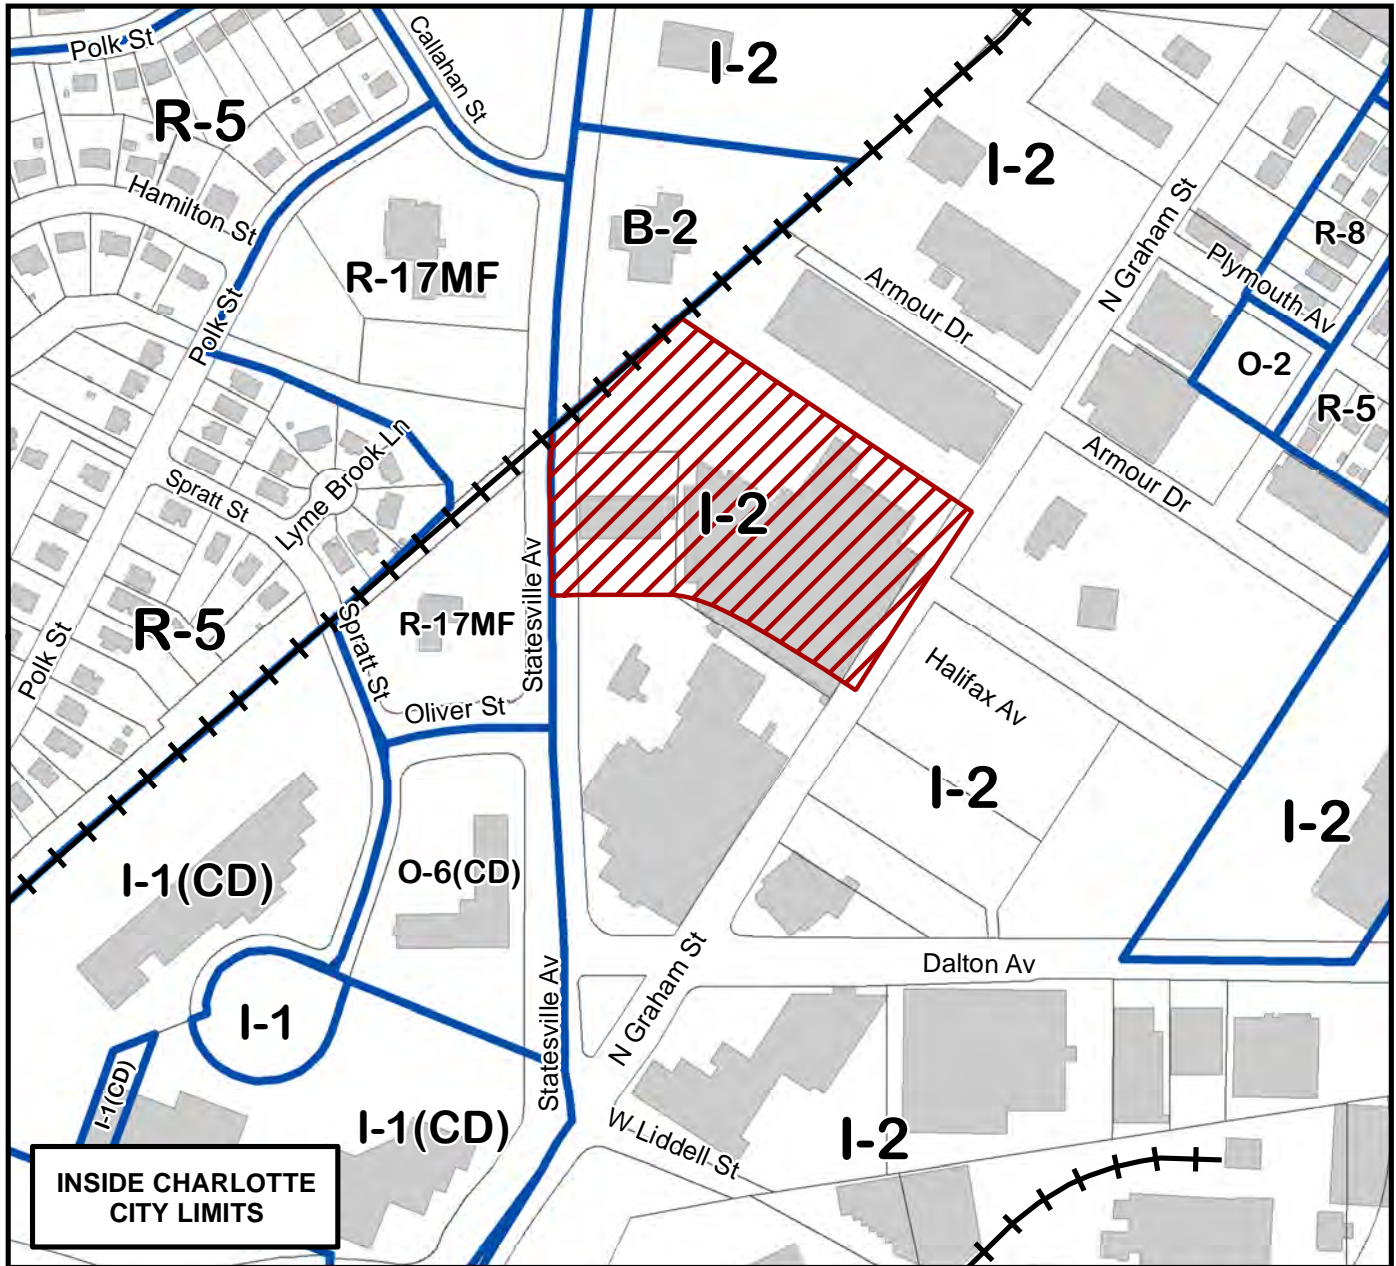 Polk St
Callahan St
I-2
R-5
I-2
Hamilton St
B-2
N Graham St
R-8
Plymouth Av
R-17MF
Armour Dr
Polk St
O-2
R-5
Lyme Brook Ln
Armour Dr
Spratt St
I-2
Statesville Av
R-17MF
R-5
Spratt St
Polk St
Halifax Av
Oliver St
I-2
I-2
I-1(CD)
O-6(CD)
Dalton Av
N Graham St
Statesville Av
I-1
I-1(CD)
I-1(CD)
W Liddell St
I-2
INSIDE CHARLOTTE
CITY LIMITS